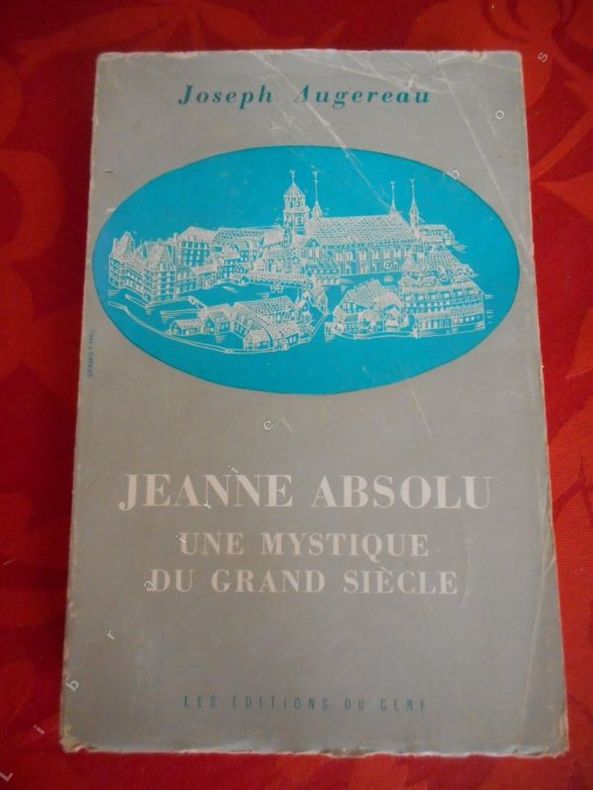 Joseph Augereau
JEANNE ABSOLU
UNE MYSTIQUE
DU GRAND SIÈCLE
LES EDITIONS DU CERF